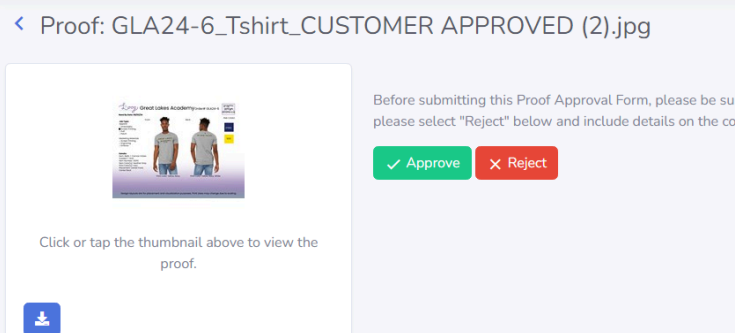 Proof: GLA24-6_Tshirt_CUSTOMER APPROVED (2).jpg
Great Lakes Academy
Before submitting this Proof Approval Form, please be su
please select "Reject" below and include details on the co
Approve
Reject
Click or tap the thumbnail above to view the
proof.